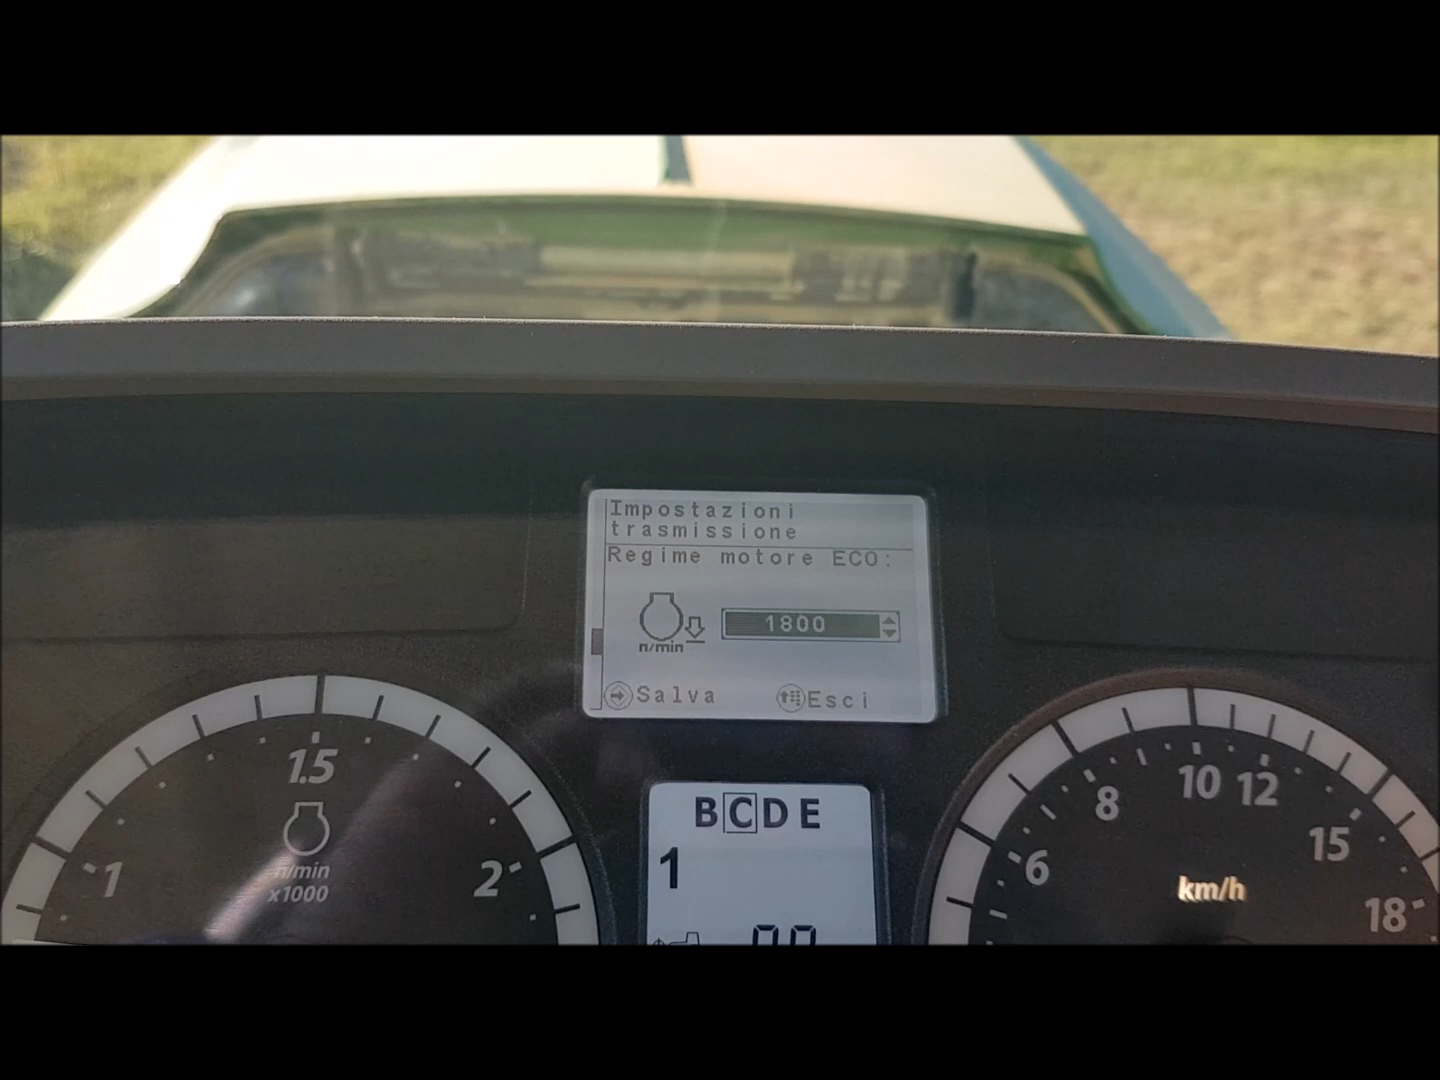 Impostazioni
trasmissione
Regime motore ECO:
1800
n/min
Salva
Esci
1
1.5
2
n/min
x1000
B C D E
1
6
8
10
12
15
18
km/h